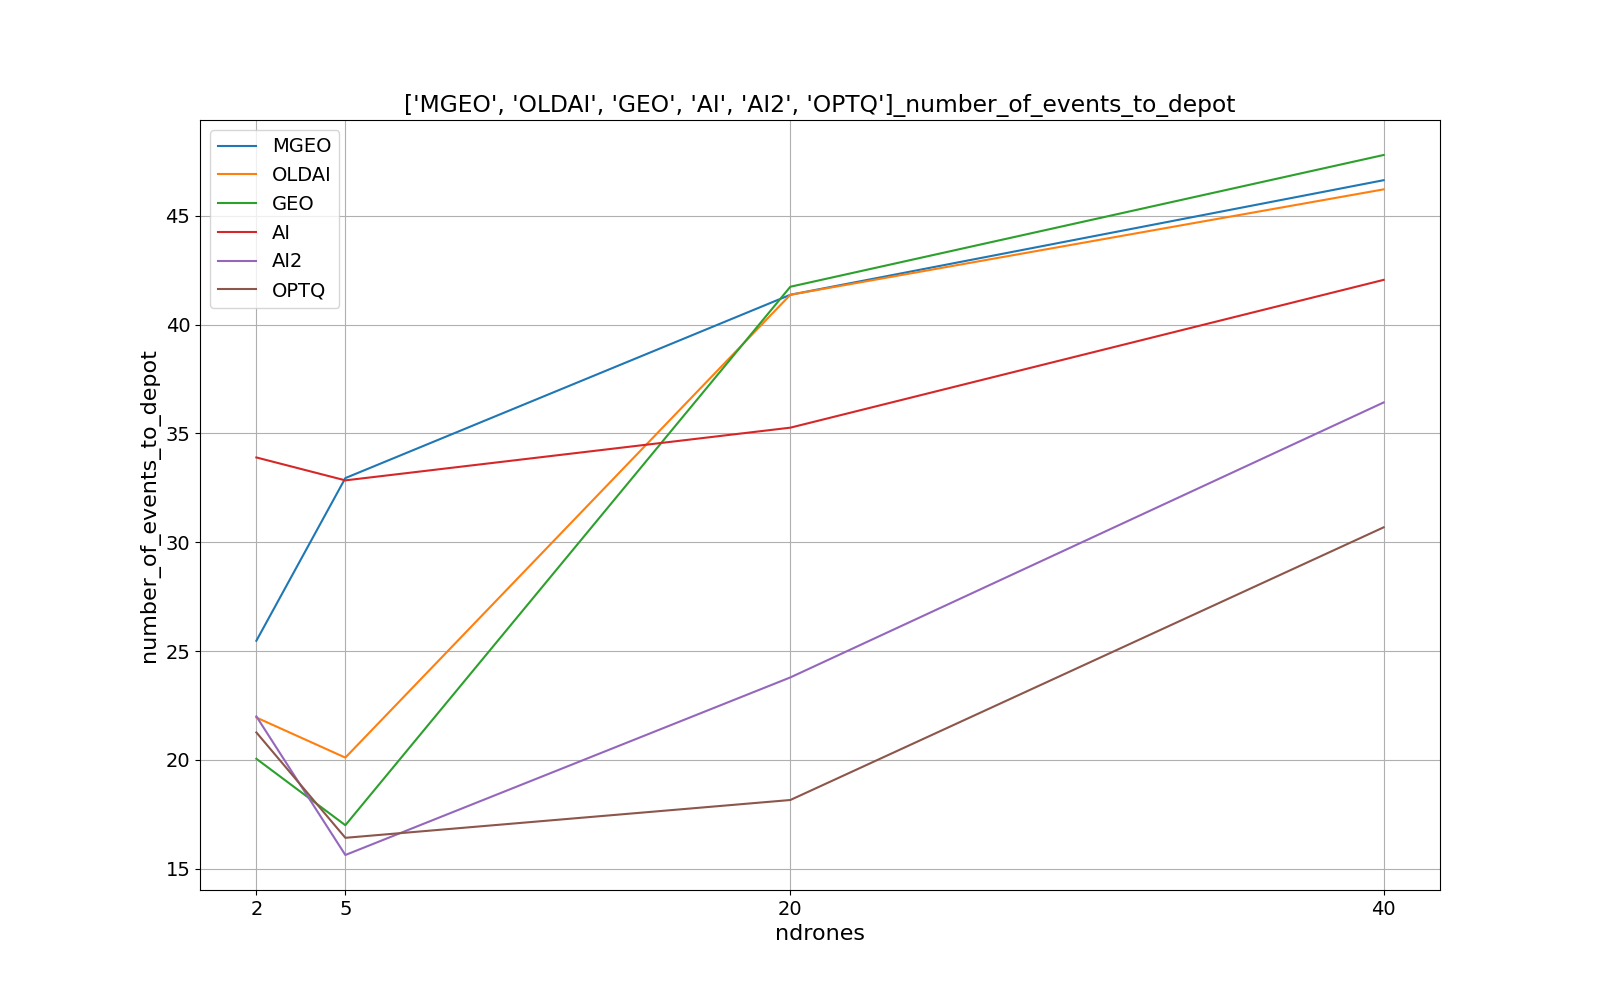 ['MGEO', 'OLDAI', 'GEO', 'AI', 'AI2', 'OPTQ']_number_of_events_to_depot
MGEO
OLDAI
GEO
AI
AI2
OPTQ
number_of_events_to_depot
45
40
35
30
25
20
15
2 5 20 40
ndrones